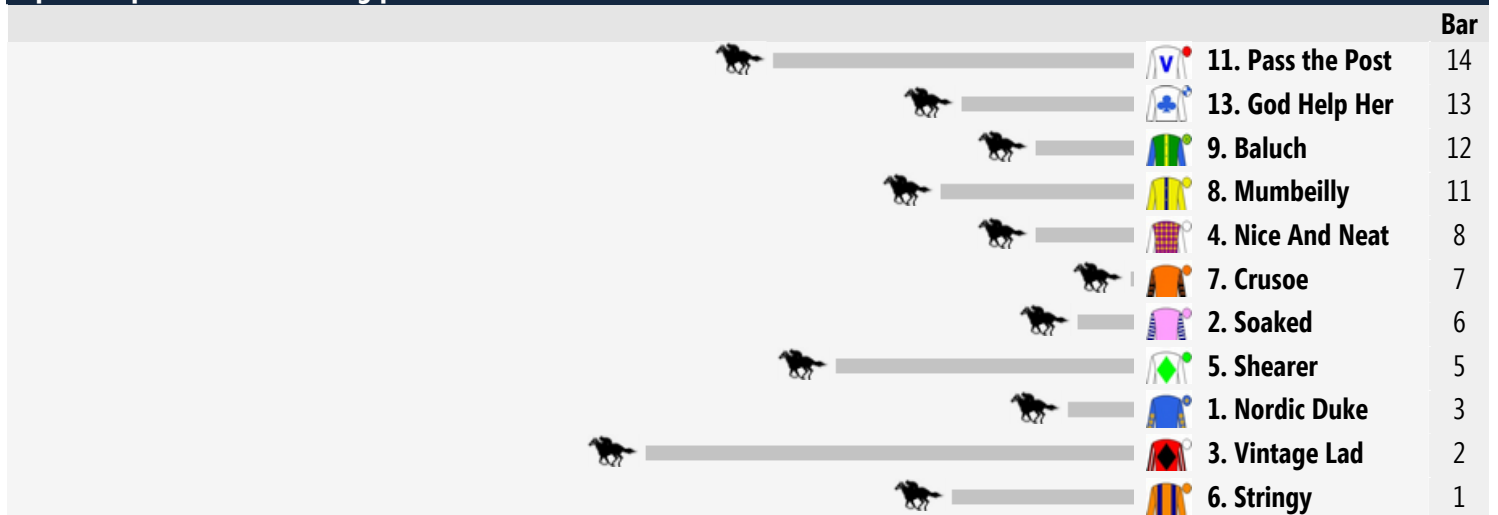 Bar
11. Pass the Post 14
V
13. God Help Her 13
9. Baluch 12
8. Mumbeilly 11
4. Nice And Neat 8
7. Crusoe 7
2. Soaked 6
5. Shearer 5
1. Nordic Duke 3
3. Vintage Lad 2
6. Stringy 1